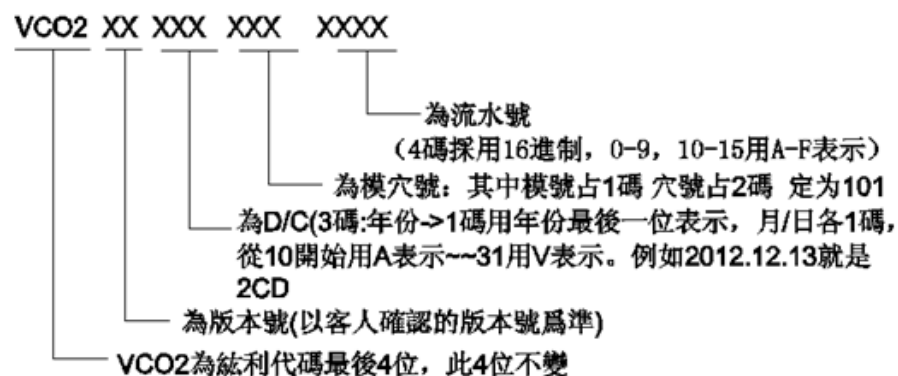 VCO2 XX XXX XXX XXXX
為流水號
（4碼採用16進制，0-9，10-15用A-F表示）
為模穴號：其中模號占1碼 穴號占2碼 定为101
為D/C(3碼:年份->1碼用年份最後一位表示，月/日各1碼，
從10開始用A表示~~31用V表示。例如2012.12.13就是
2CD
為版本號(以客人確認的版本號爲準)
VCO2為紘利代碼最後4位，此4位不變